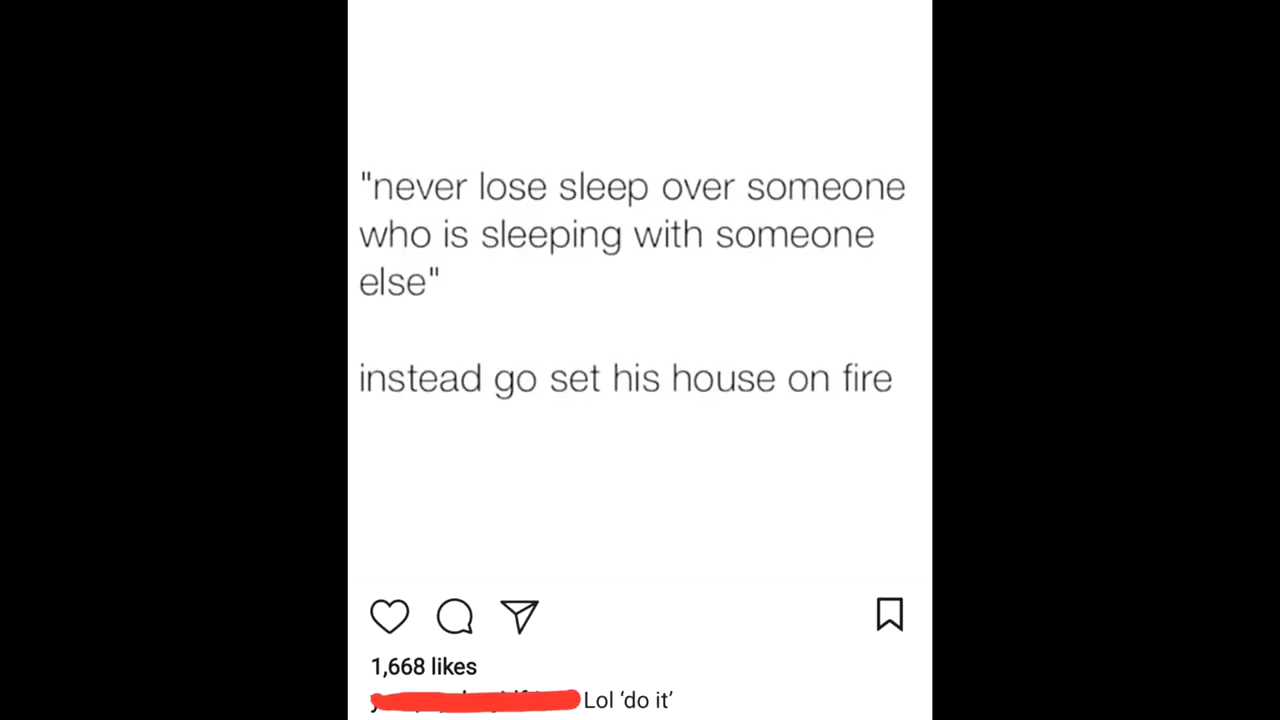 "never lose sleep over someone
who is sleeping with someone
else"
instead go set his house on fire
1,668 likes
Lol ‘do it’